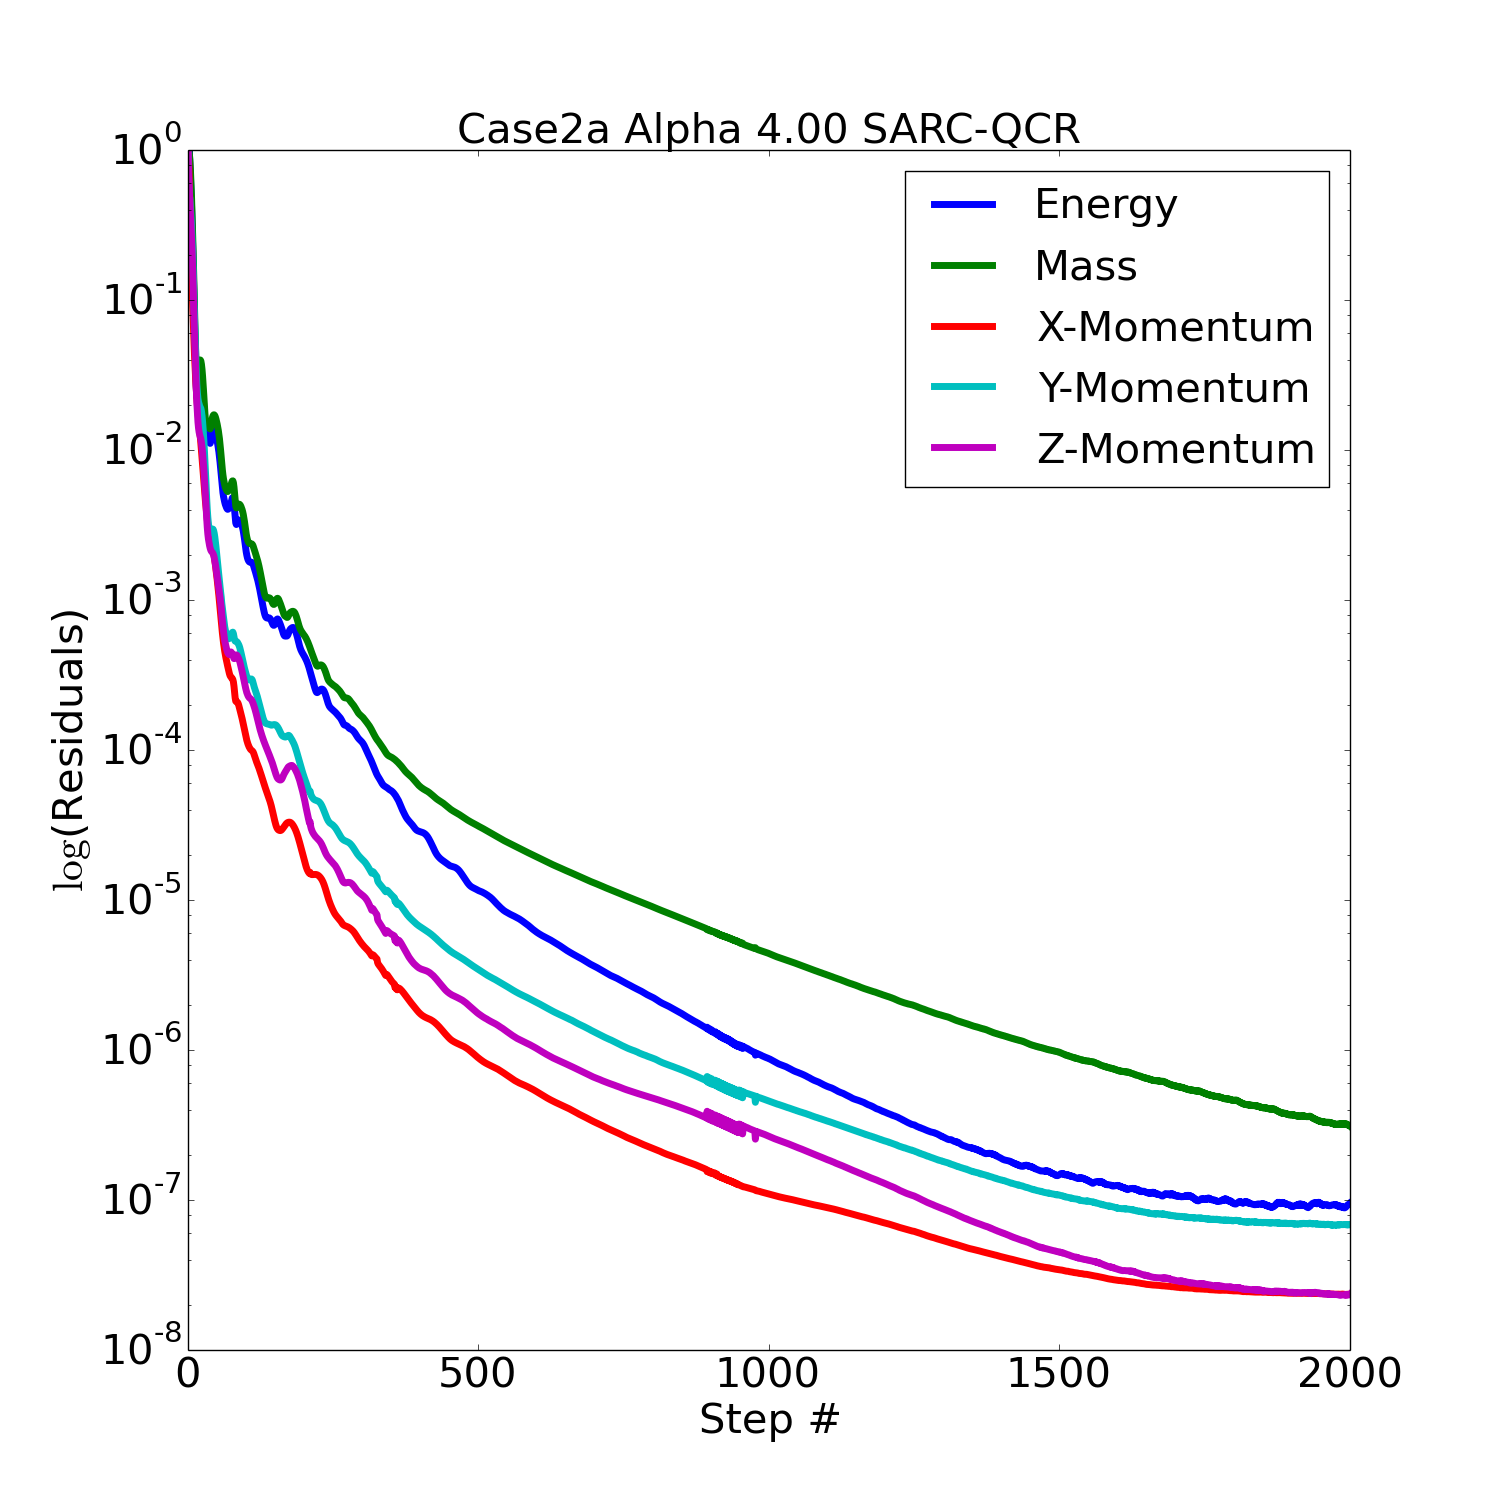 Case2a Alpha 4.00 SARC-QCR
10^0
10^-1
10^-2
10^-3
10^-4
10^-5
10^-6
10^-7
10^-8
log(Residuals)
Energy
Mass
X-Momentum
Y-Momentum
Z-Momentum
0 500 1000 1500 2000
Step #